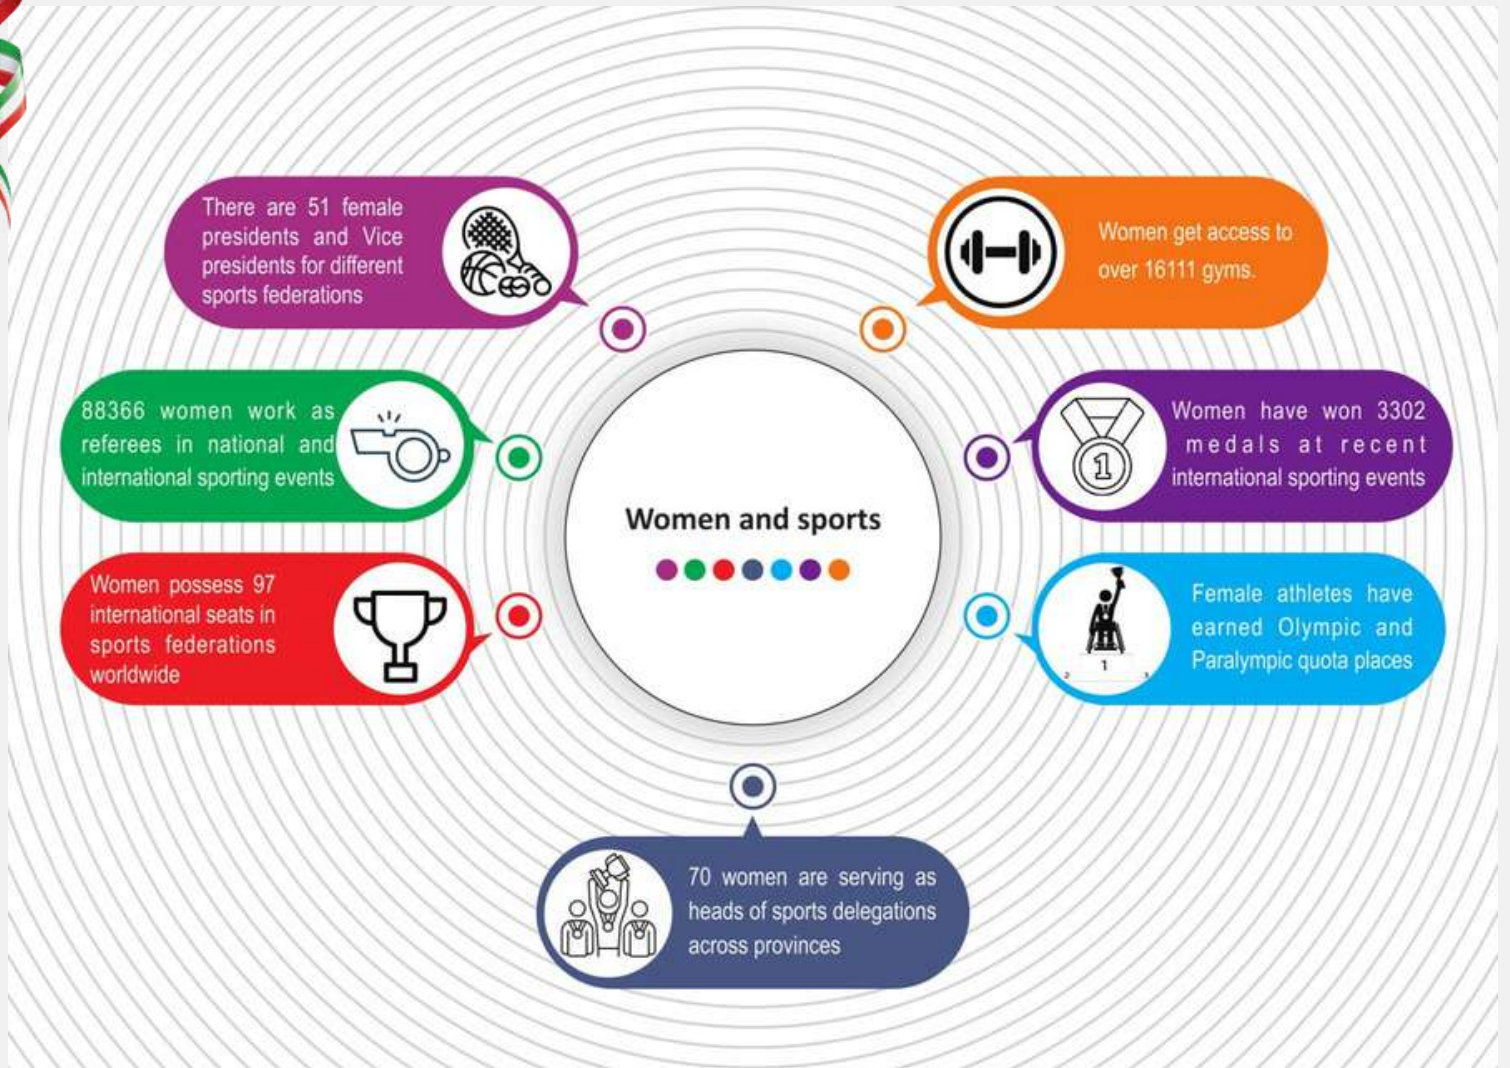 There are 51 female
presidents and Vice
presidents for different
sports federations
Women get access to
over 16111 gyms.
88366 women work as
referees in national and
international sporting events
Women have won 3302
medals at recent
international sporting events
Women and sports
Women possess 97
international seats in
sports federations
worldwide
Female athletes have
earned Olympic and
Paralympic quota places
1
1
2
3
70 women are serving as
heads of sports delegations
across provinces